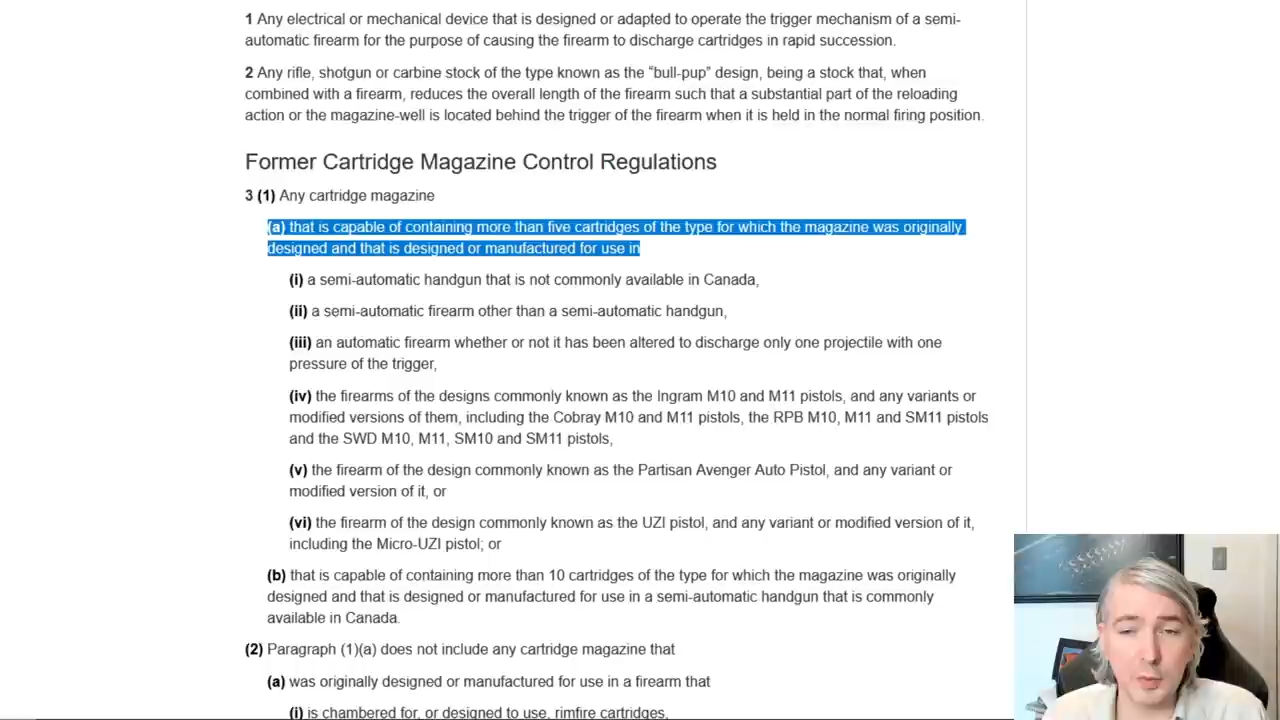 1 Any electrical or mechanical device that is designed or adapted to operate the trigger mechanism of a semi-
automatic firearm for the purpose of causing the firearm to discharge cartridges in rapid succession.
2 Any rifle, shotgun or carbine stock of the type known as the “bull-pup” design, being a stock that, when
combined with a firearm, reduces the overall length of the firearm such that a substantial part of the reloading
action or the magazine-well is located behind the trigger of the firearm when it is held in the normal firing position.
Former Cartridge Magazine Control Regulations
3 (1) Any cartridge magazine
(a) that is capable of containing more than five cartridges of the type for which the magazine was originally
designed and that is designed or manufactured for use in
(i) a semi-automatic handgun that is not commonly available in Canada,
(ii) a semi-automatic firearm other than a semi-automatic handgun,
(iii) an automatic firearm whether or not it has been altered to discharge only one projectile with one
pressure of the trigger,
(iv) the firearms of the designs commonly known as the Ingram M10 and M11 pistols, and any variants or
modified versions of them, including the Cobray M10 and M11 pistols, the RPB M10, M11 and SM11 pistols
and the SWD M10, M11, SM10 and SM11 pistols,
(v) the firearm of the design commonly known as the Partisan Avenger Auto Pistol, and any variant or
modified version of it, or
(vi) the firearm of the design commonly known as the UZI pistol, and any variant or modified version of it,
including the Micro-UZI pistol; or
(b) that is capable of containing more than 10 cartridges of the type for which the magazine was originally
designed and that is designed or manufactured for use in a semi-automatic handgun that is commonly
available in Canada.
(2) Paragraph (1)(a) does not include any cartridge magazine that
(a) was originally designed or manufactured for use in a firearm that
(i) is chambered for, or designed to use, rimfire cartridges,